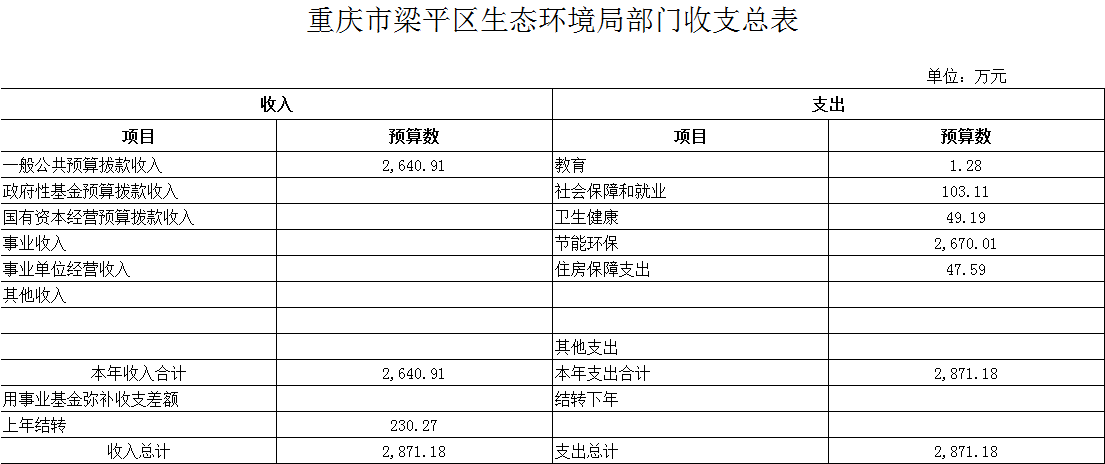 重庆市梁平区生态环境局部门收支总表
单位：万元
收入 支出
项目 预算数 项目 预算数
一般公共预算拨款收入 2,640.91 教育 1.28
政府性基金预算拨款收入 社会保障和就业 103.11
国有资本经营预算拨款收入 卫生健康 49.19
事业收入 节能环保 2,670.01
事业单位经营收入 住房保障支出 47.59
其他收入
其他支出
本年收入合计 2,640.91 本年支出合计 2,871.18
用事业基金弥补收支差额 结转下年
上年结转 230.27
收入总计 2,871.18 支出总计 2,871.18